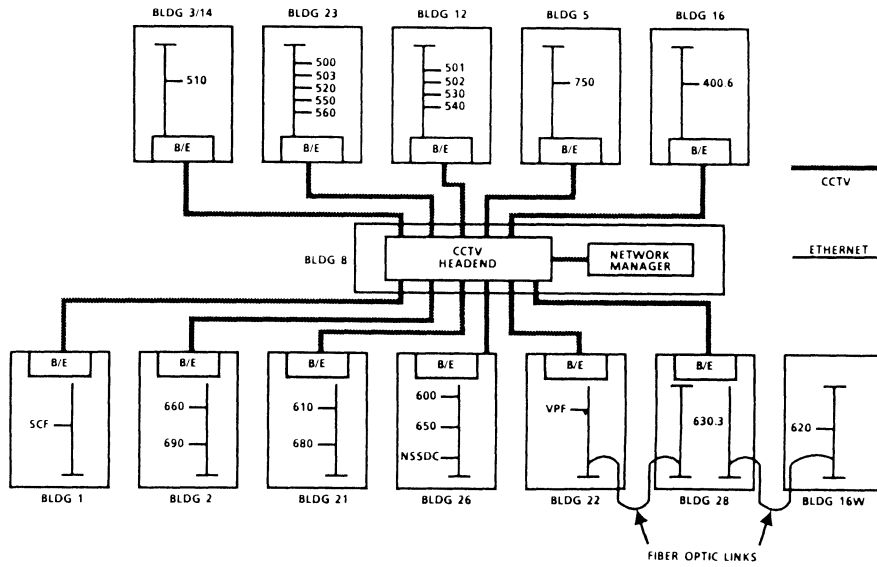 BLDG 3/14
BLDG 23
BLDG 12
BLDG 5
BLDG 16
510
500
503
520
550
560
501
502
530
540
750
400.6
B/E
B/E
B/E
B/E
B/E
CCTV
ETHERNET
BLDG 8
CCTV
HEADEND
NETWORK
MANAGER
B/E
B/E
B/E
B/E
B/E
B/E
SCF
660
690
610
680
600
650
NSSDC
VPF
630.3
620
BLDG 1
BLDG 2
BLDG 21
BLDG 26
BLDG 22
BLDG 28
BLDG 16W
FIBER OPTIC LINKS